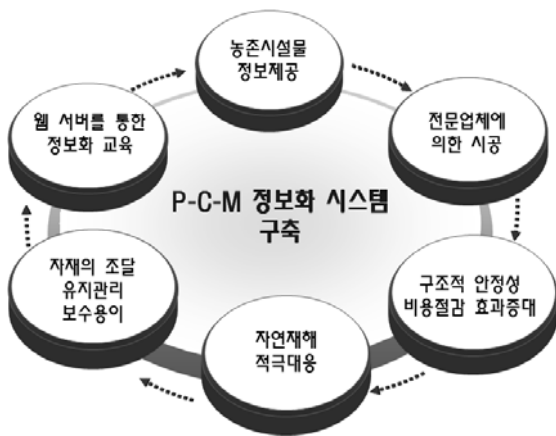 농촌시설물
정보제공
전문업체에
의한 시공
구조적 안정성
비용절감 효과증대
자연재해
적극대응
자재의 조달
유지관리
보수용이
웹 서버를 통한
정보화 교육
P-C-M 정보화 시스템
구축